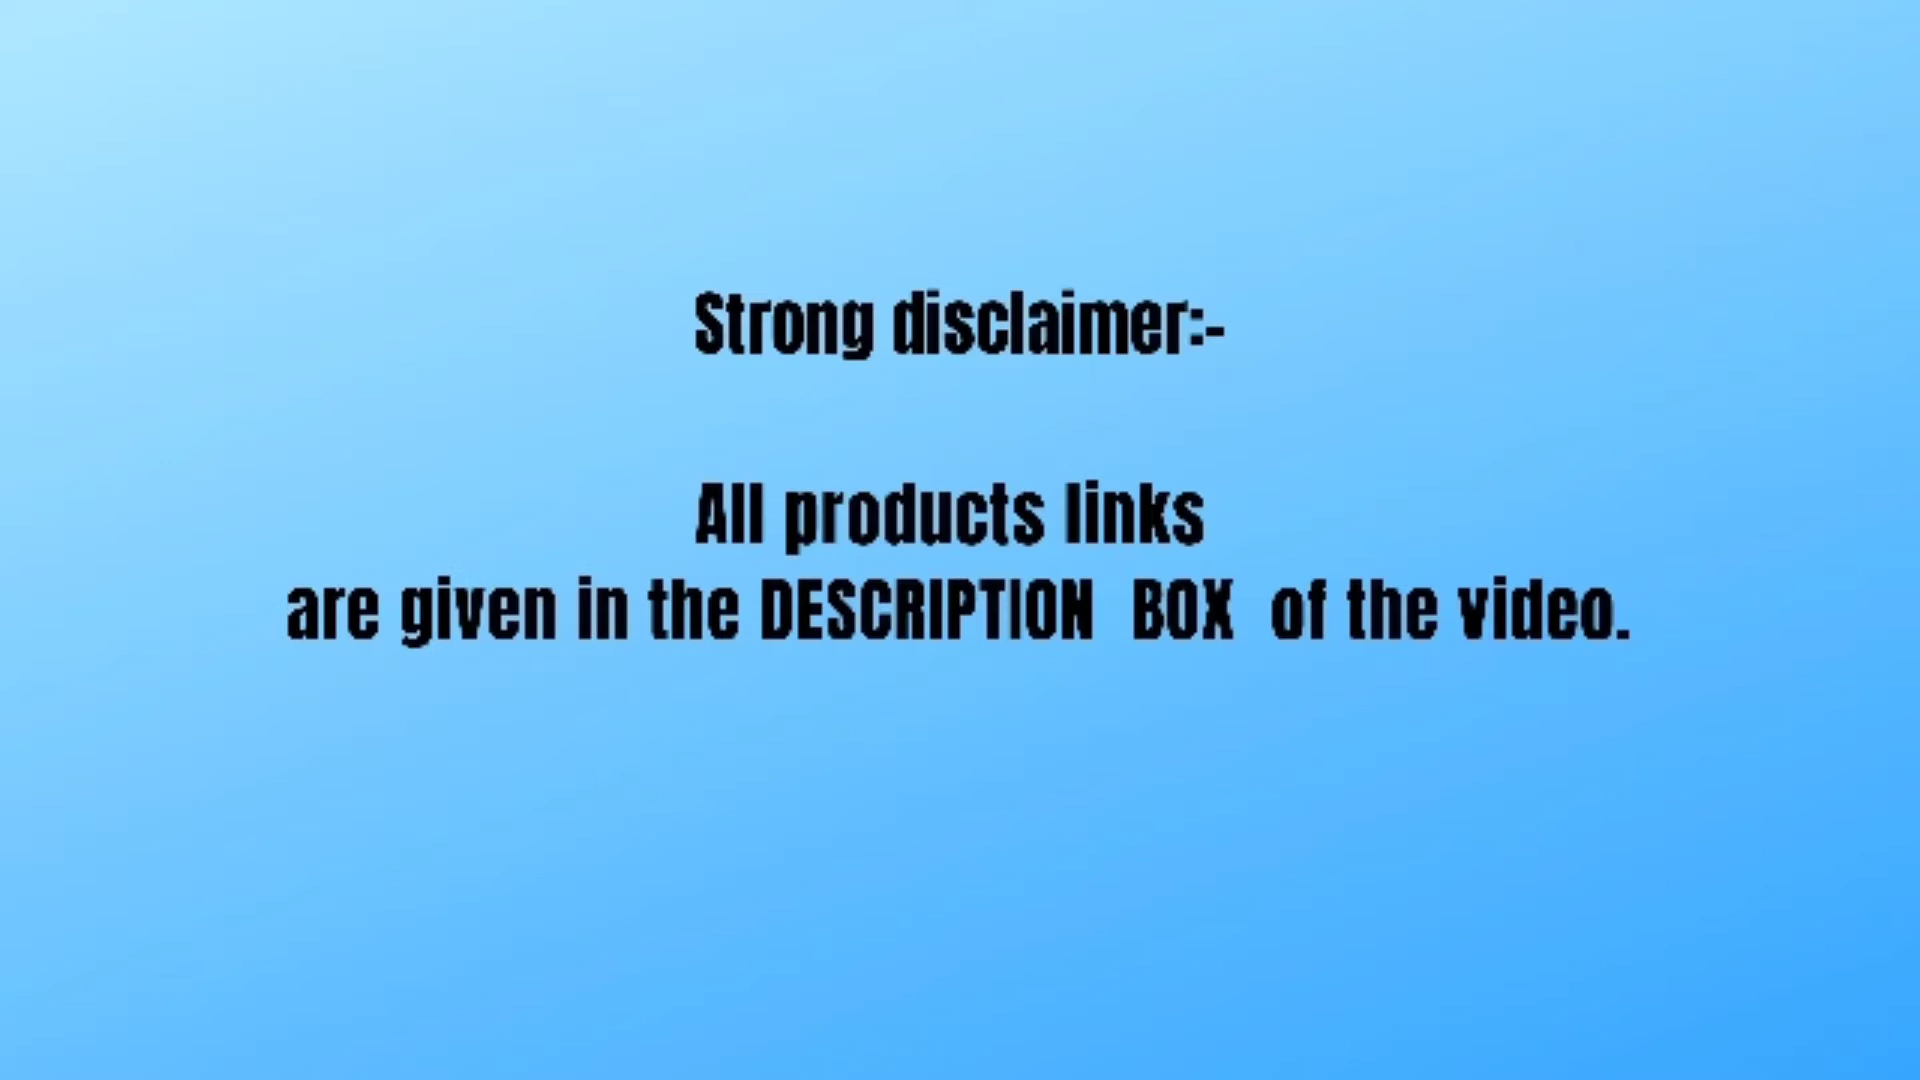 Strong disclaimer:-
All products links
are given in the DESCRIPTION BOX of the video.